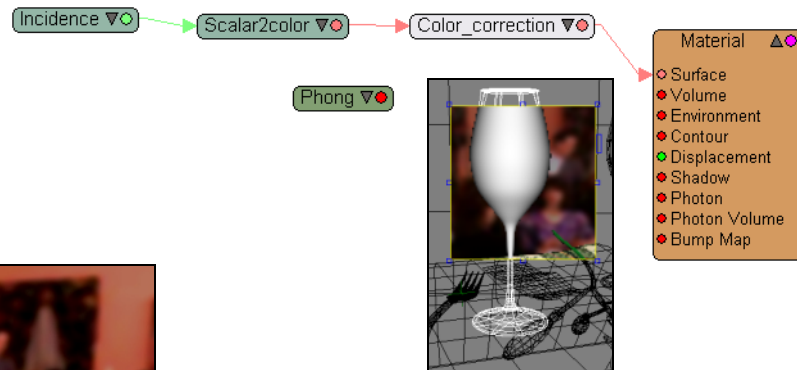 Incidence
Scalar2color
Color_correction
Phong
Material
Surface
Volume
Environment
Contour
Displacement
Shadow
Photon
Photon Volume
Bump Map